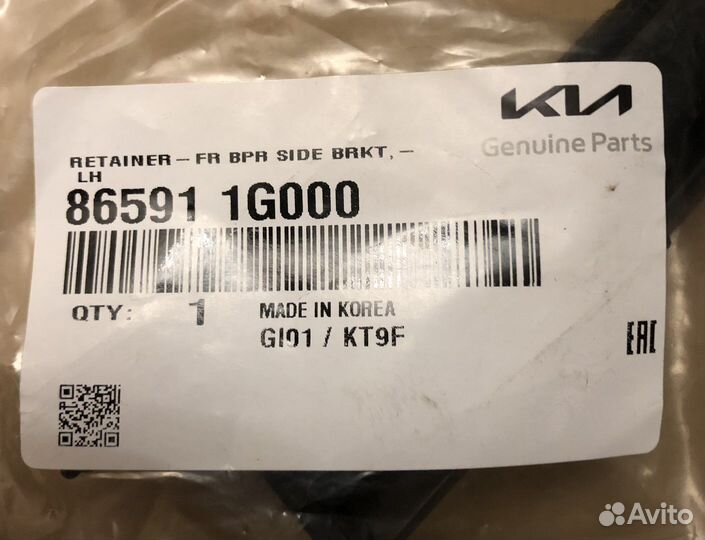 KIA
Genuine Parts
RETAINER-FR BPR SIDE BRKT,-
LH
86591 1G000
QTY: 1 MADE IN KOREA
GI01 / KT9F
EAC
Avito